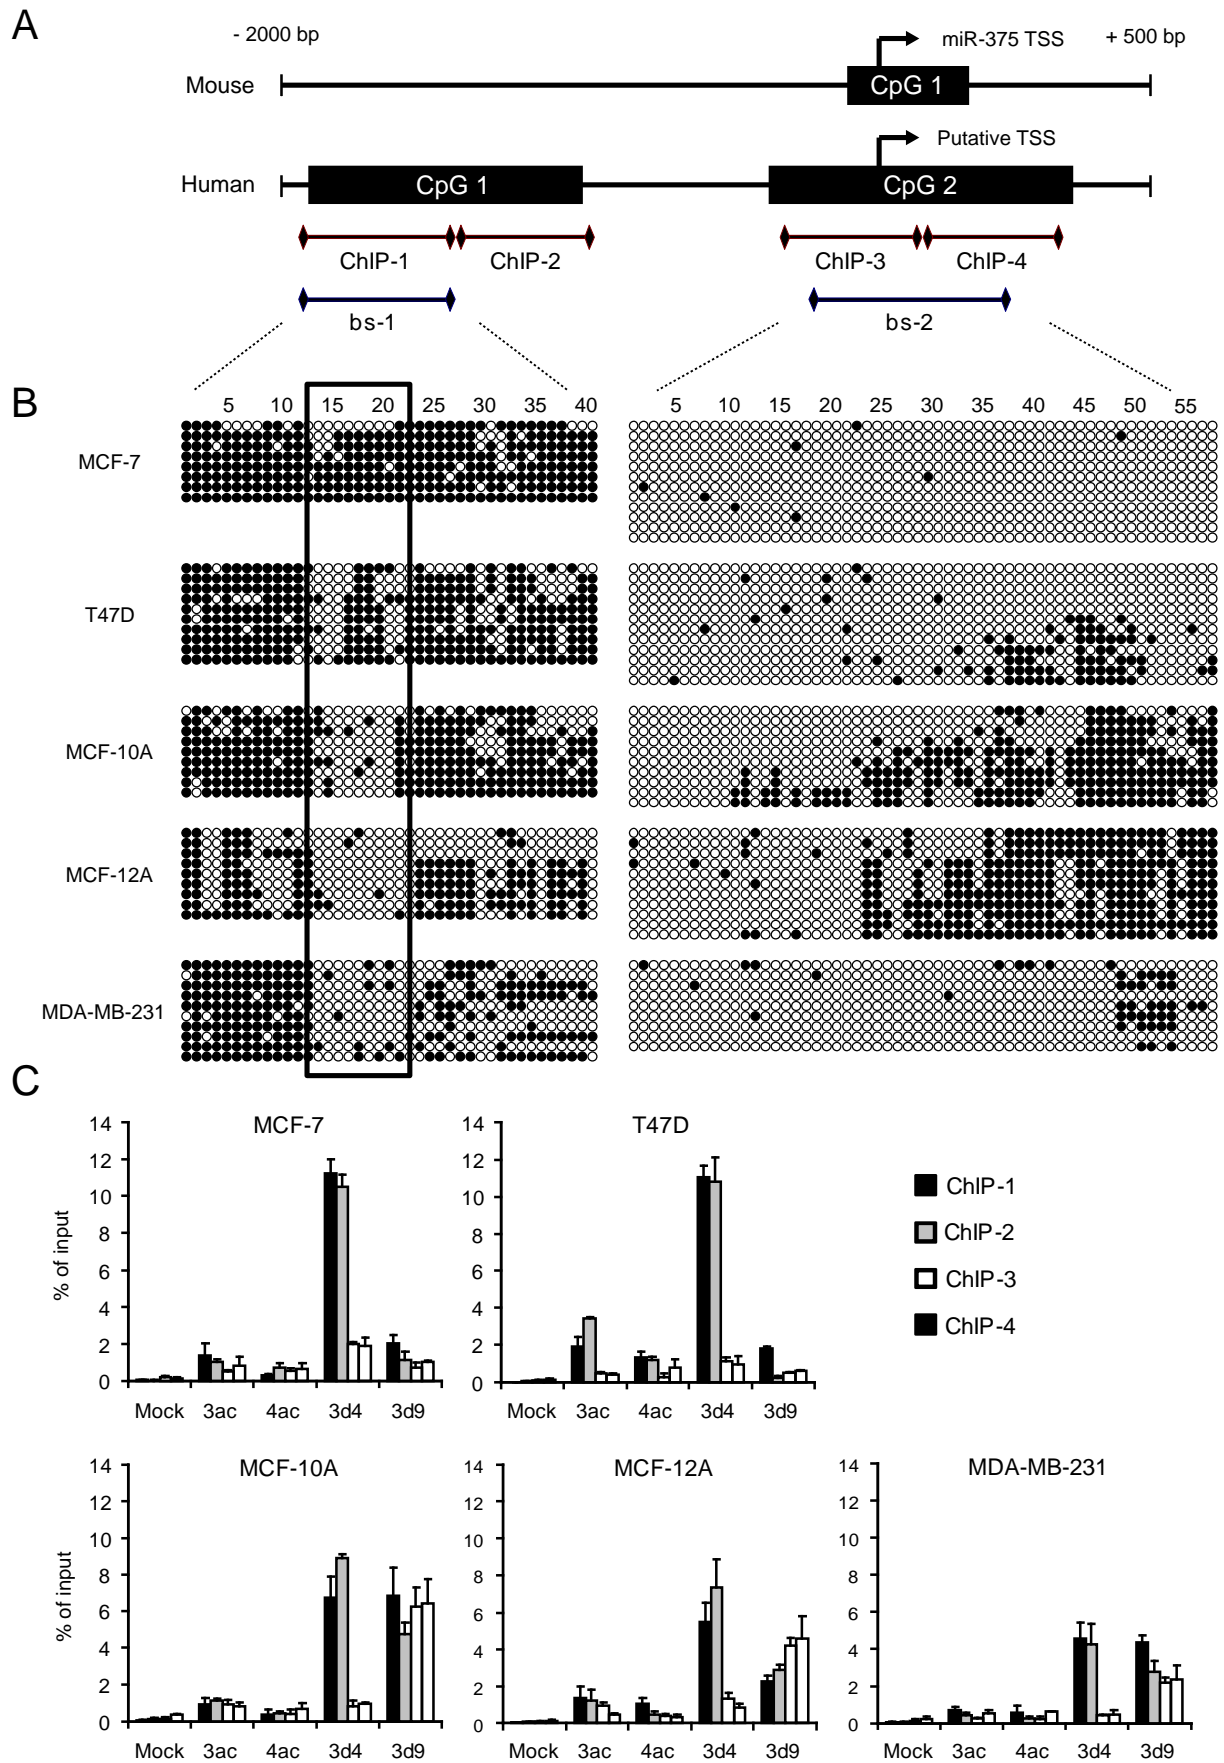 A
- 2000 bp
miR-375 TSS
+ 500 bp
Mouse
CpG 1
Putative TSS
Human
CpG 1
CpG 2
ChIP-1
ChIP-2
ChIP-3
ChIP-4
bs-1
bs-2
B
5 10 15 20 25 30 35 40
5 10 15 20 25 30 35 40 45 50 55
MCF-7
T47D
MCF-10A
MCF-12A
MDA-MB-231
C
MCF-7
14
12
10
8
6
4
2
0
% of input
Mock 3ac 4ac 3d4 3d9
T47D
14
12
10
8
6
4
2
0
Mock 3ac 4ac 3d4 3d9
ChIP-1
ChIP-2
ChIP-3
ChIP-4
MCF-10A
14
12
10
8
6
4
2
0
% of input
Mock 3ac 4ac 3d4 3d9
MCF-12A
14
12
10
8
6
4
2
0
Mock 3ac 4ac 3d4 3d9
MDA-MB-231
14
12
10
8
6
4
2
0
Mock 3ac 4ac 3d4 3d9